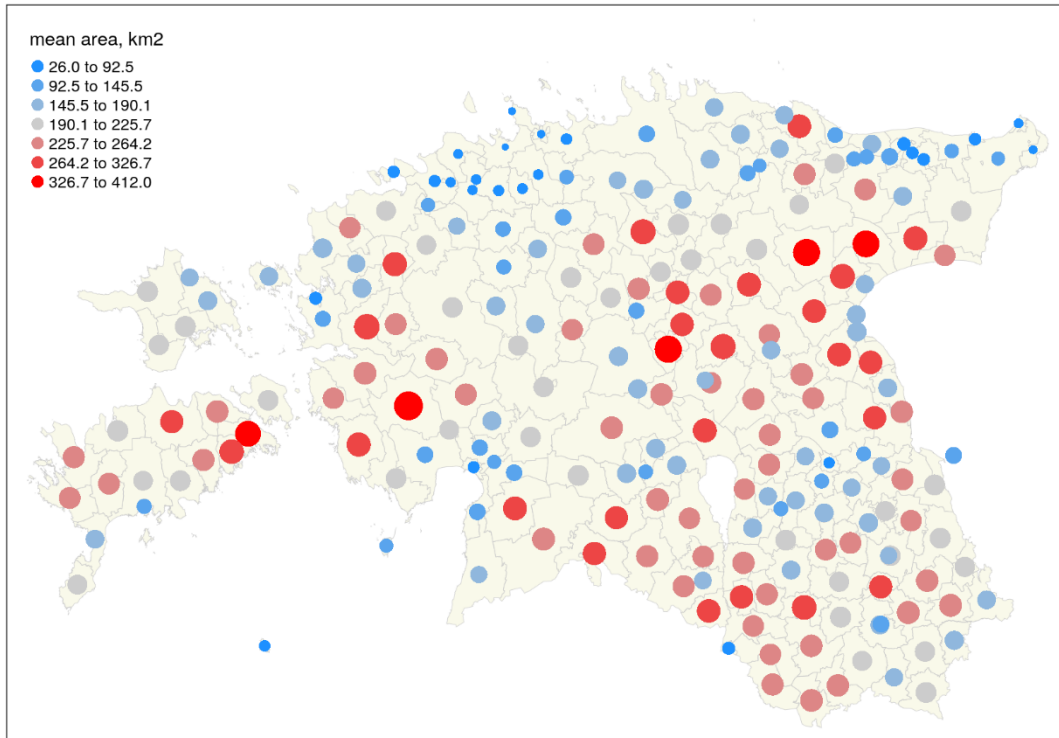 mean area, km2
26.0 to 92.5
92.5 to 145.5
145.5 to 190.1
190.1 to 225.7
225.7 to 264.2
264.2 to 326.7
326.7 to 412.0